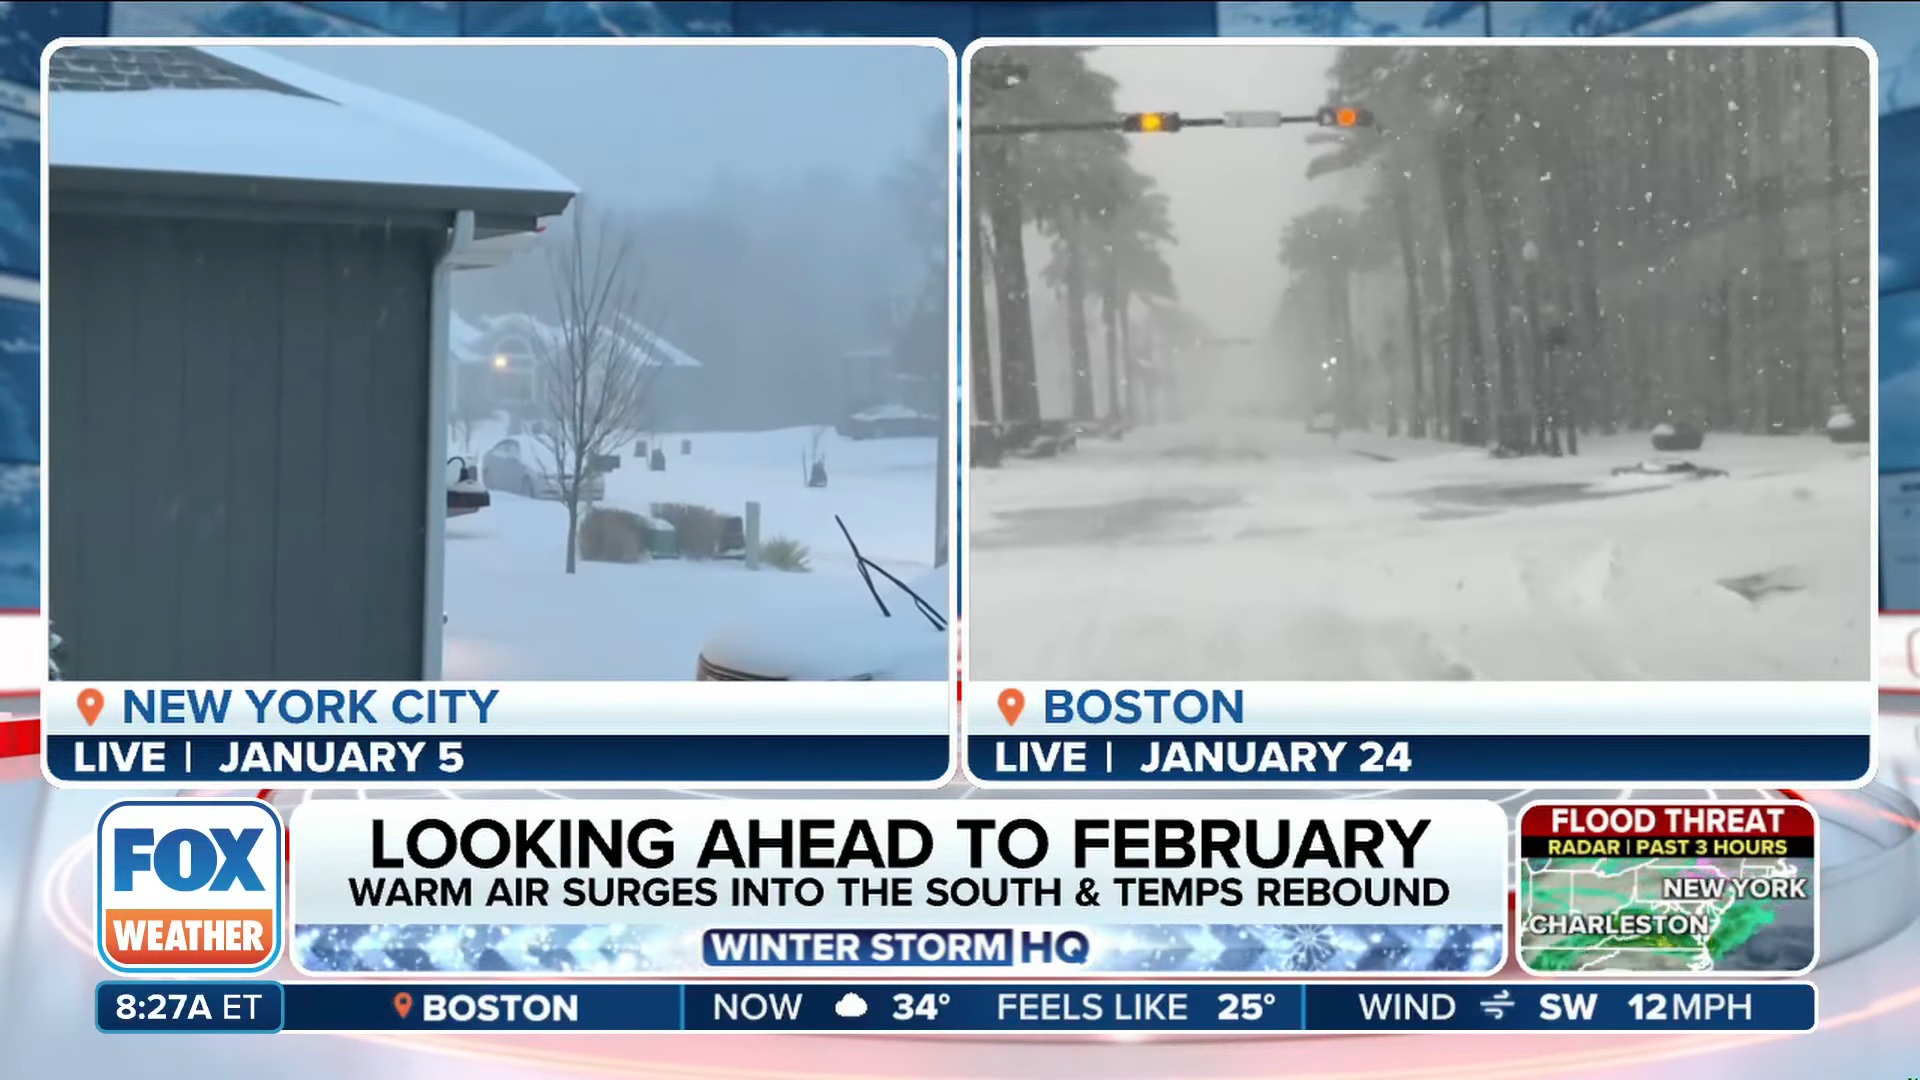 NEW YORK CITY
LIVE | JANUARY 5
BOSTON
LIVE | JANUARY 24
FOX
WEATHER
LOOKING AHEAD TO FEBRUARY
WARM AIR SURGES INTO THE SOUTH & TEMPS REBOUND
WINTER STORM HQ
FLOOD THREAT
RADAR | PAST 3 HOURS
NEW YORK
CHARLESTON
8:27A ET
BOSTON
NOW 34° FEELS LIKE 25°
WIND SW 12 MPH